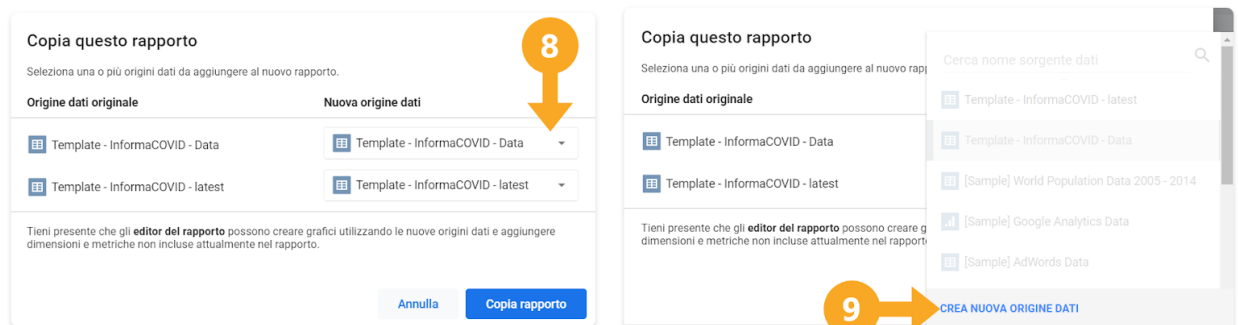 Copia questo rapporto
8
Seleziona una o più origini dati da aggiungere al nuovo rapporto.
Origine dati originale Nuova origine dati
Template - InformaCOVID - Data Template - InformaCOVID - Data
Template - InformaCOVID - latest Template - InformaCOVID - latest
Tieni presente che gli editor del rapporto possono creare grafici utilizzando le nuove origini dati e aggiungere
dimensioni e metriche non incluse attualmente nel rapporto.
Annulla Copia rapporto
Copia questo rapporto
Seleziona una o più origini dati da aggiungere al nuovo rapp
Origine dati originale
Template - InformaCOVID - Data
Template - InformaCOVID - latest
Tieni presente che gli editor del rapporto possono creare g
dimensioni e metriche non incluse attualmente nel rapporto
Cerca nome sorgente dati
Template - InformaCOVID - latest
Template - InformaCOVID - Data
[Sample] World Population Data 2005 - 2014
[Sample] Google Analytics Data
[Sample] AdWords Data
9
CREA NUOVA ORIGINE DATI